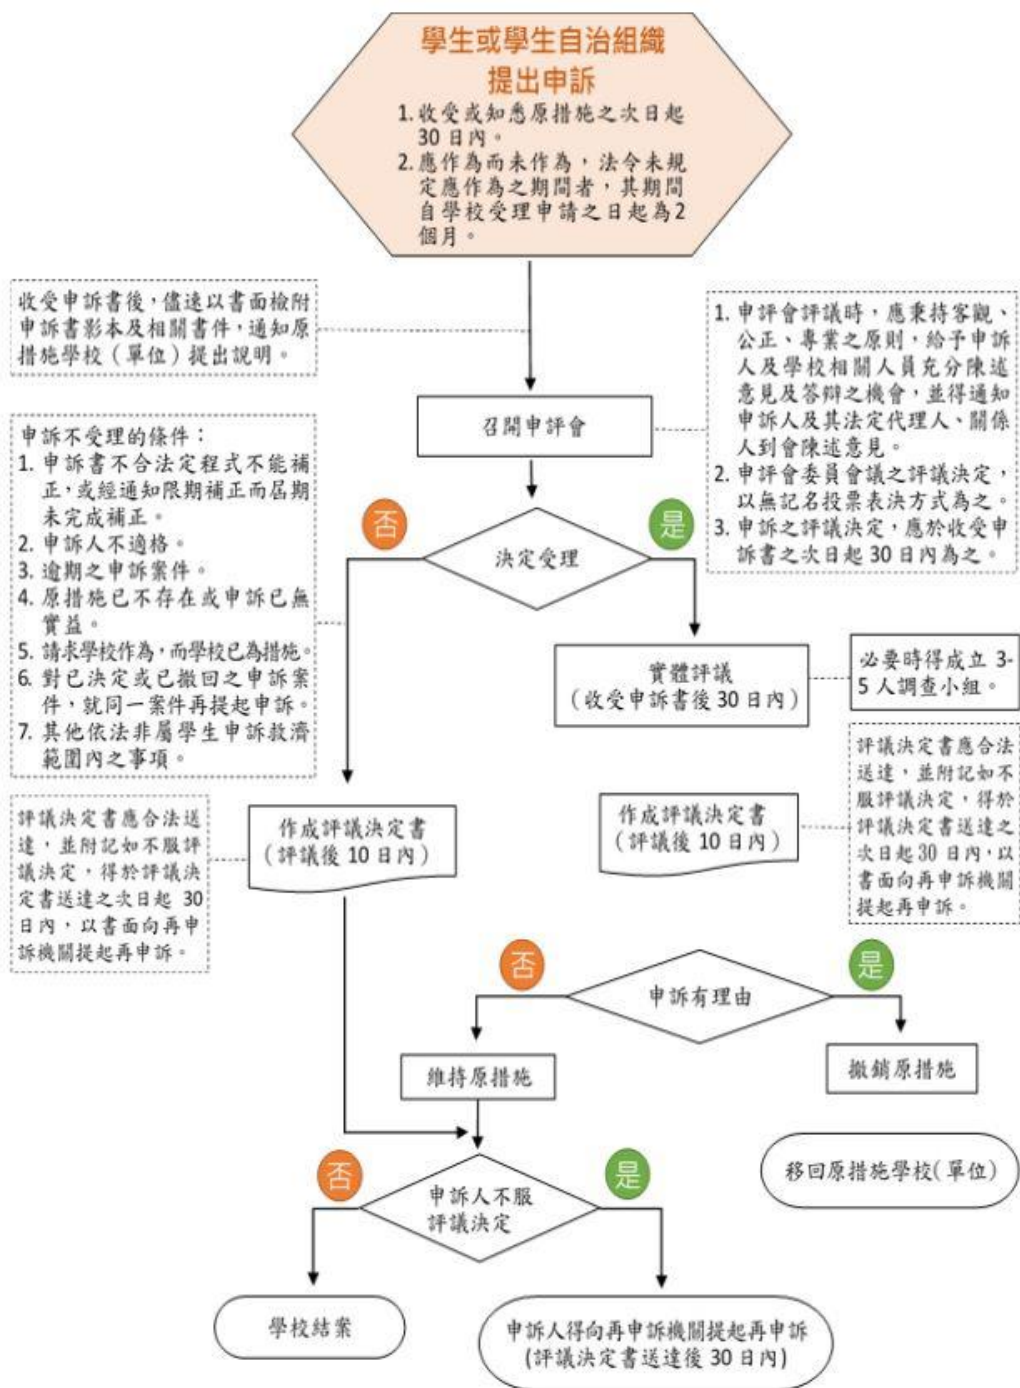 學生或學生自治組織
提出申訴
1. 收受或知悉原措施之次日起
30 日內。
2. 應作為而未作為，法令未規
定應作為之期間者，其期間
自學校受理申請之日起為2
個月。
收受申訴書後，儘速以書面檢附
申訴書影本及相關書件，通知原
措施學校（單位）提出說明。
1. 申評會評議時，應秉持客觀、
公正、專業之原則，給予申訴
人及學校相關人員充分陳述
意見及答辯之機會，並得通知
申訴人及其法定代理人、關係
人到會陳述意見。
2. 申評會委員會議之評議決定，
以無記名投票表決方式為之。
3. 申訴之評議決定，應於收受申
訴書之次日起 30 日內為之。
召開申評會
申訴不受理的條件：
1. 申訴書不合法定程式不能補
正，或經通知限期補正而屆期
未完成補正。
2. 申訴人不適格。
3. 逾期之申訴案件。
4. 原措施已不存在或申訴已無
實益。
5. 請求學校作為，而學校已為措施。
6. 對已決定或已撤回之申訴案
件，就同一案件再提起申訴。
7. 其他依法非屬學生申訴救濟
範圍內之事項。
否
是
決定受理
實體評議
（收受申訴書後 30 日內）
必要時得成立 3-
5 人調查小組。
評議決定書應合法送
達，並附記如不服評
議決定，得於評議決
定書送達之次日起 30
日內，以書面向再申
訴機關提起再申訴。
作成評議決定書
（評議後 10 日內）
作成評議決定書
（評議後 10 日內）
評議決定書應合法
送達，並附記如不
服評議決定，得於
評議決定書送達之
次日起 30 日內，以
書面向再申訴機關
提起再申訴。
否
是
申訴有理由
維持原措施
撤銷原措施
移回原措施學校(單位)
否
是
申訴人不服
評議決定
學校結案
申訴人得向再申訴機關提起再申訴
(評議決定書送達後 30 日內)